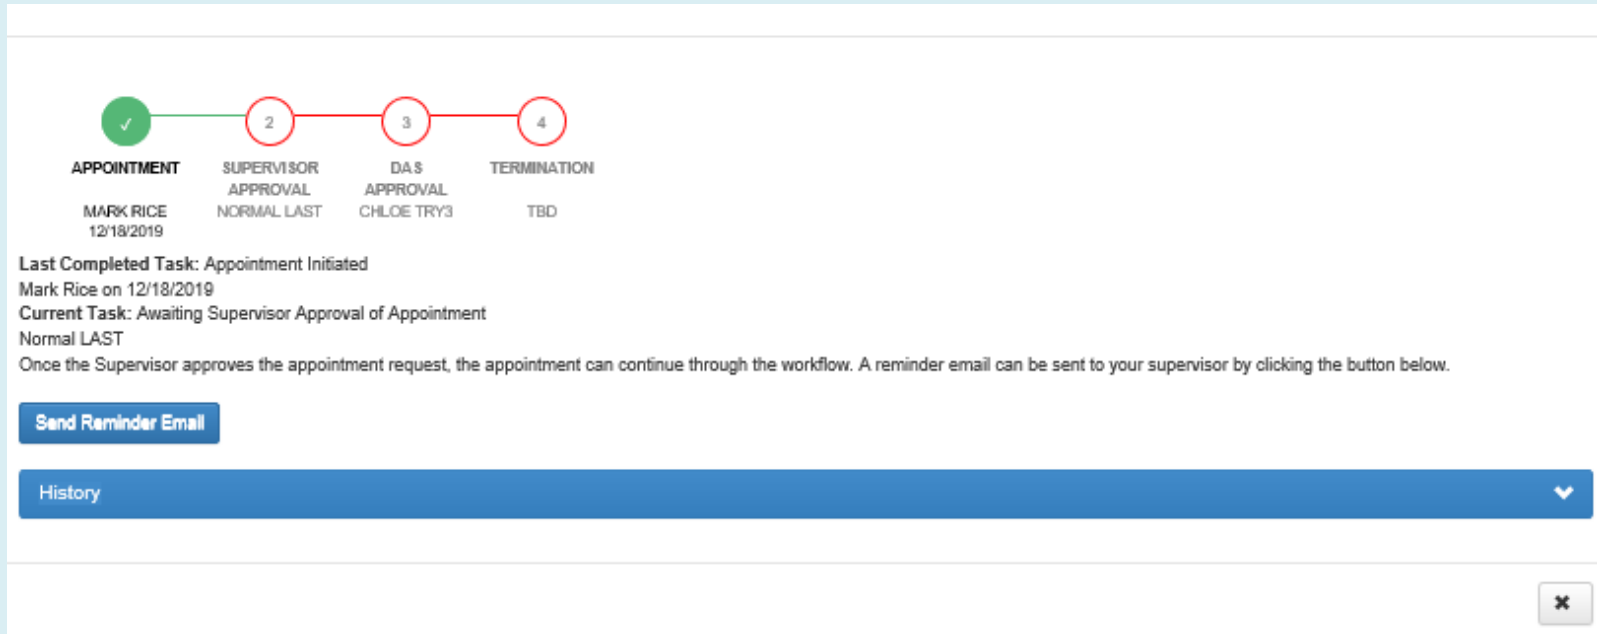 ✓
2
3
4
APPOINTMENT
MARK RICE
12/18/2019
SUPERVISOR
APPROVAL
NORMAL LAST
DAS
APPROVAL
CHLOE TRY3
TERMINATION
TBD
Last Completed Task: Appointment Initiated
Mark Rice on 12/18/2019
Current Task: Awaiting Supervisor Approval of Appointment
Normal LAST
Once the Supervisor approves the appointment request, the appointment can continue through the workflow. A reminder email can be sent to your supervisor by clicking the button below.
Send Reminder Email
History